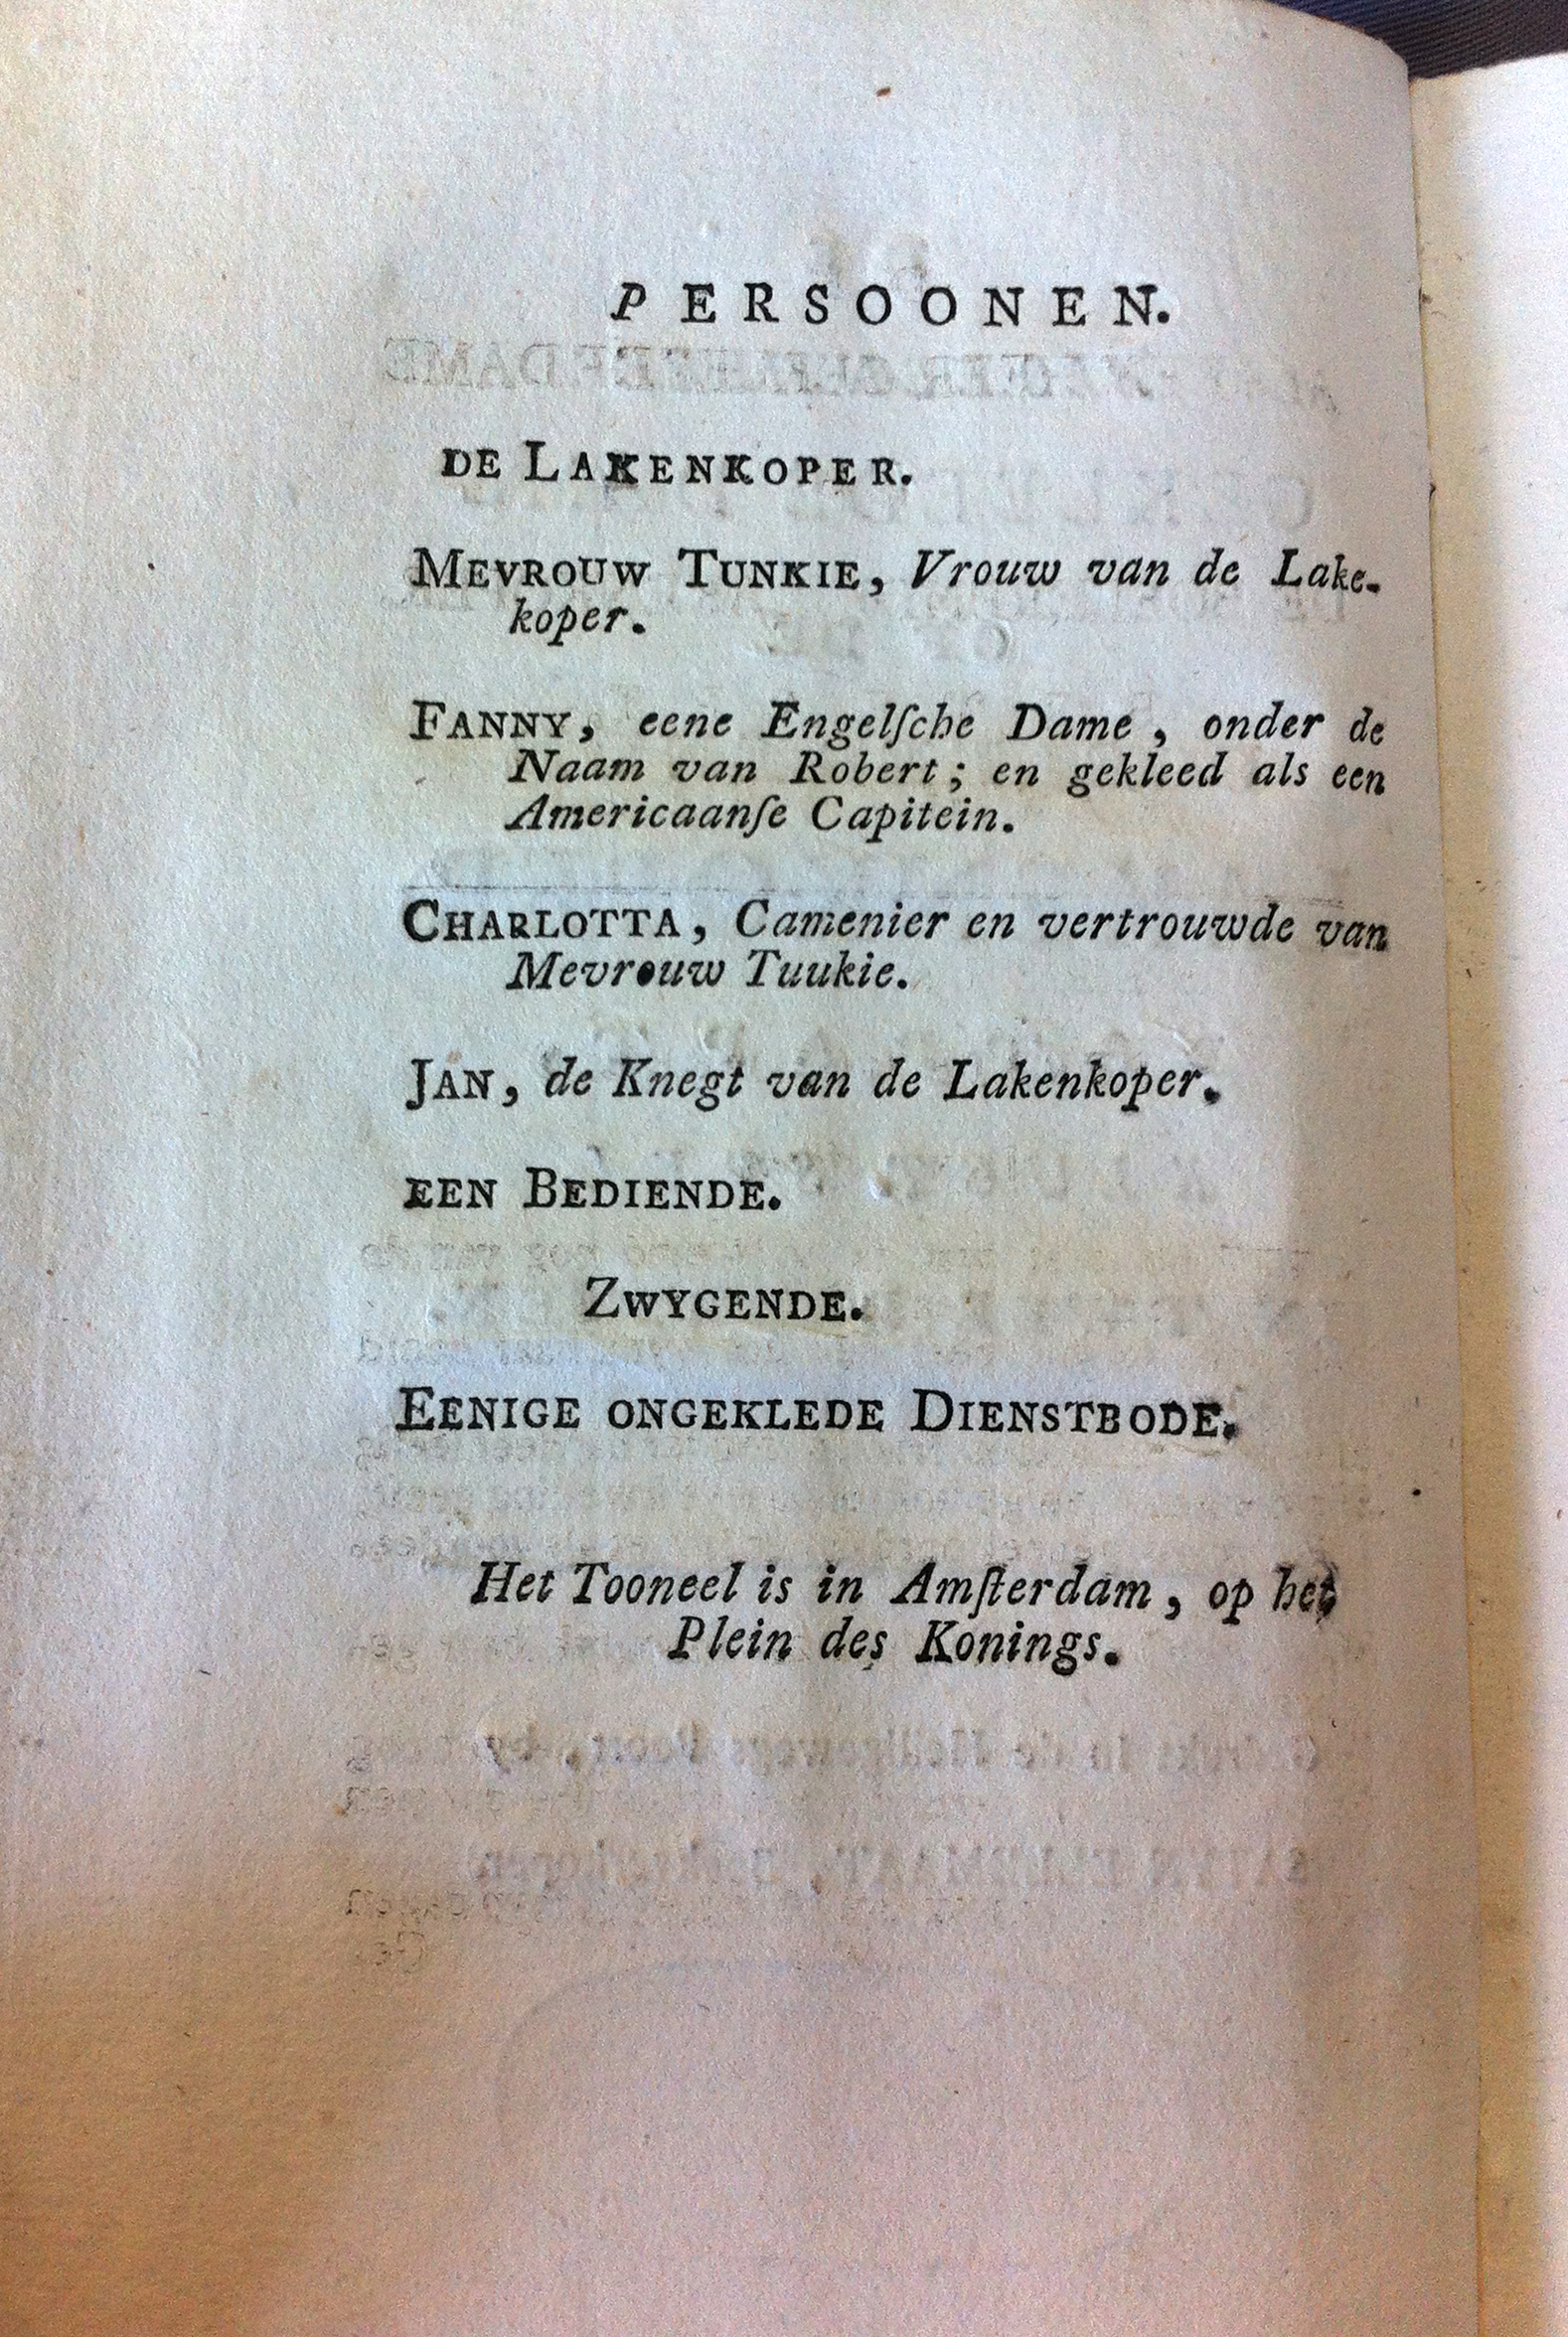 PERSOONEN.
DE LAKENKOPER.
MEVROUW TUNKIE, Vrouw van de Lake-
koper.
FANNY, eene Engelſche Dame, onder de
Naam van Robert; en gekleed als een
Americaanſe Capitein.
CHARLOTTA, Camenier en vertrouwde van
Mevrouw Tuukie.
JAN, de Knegt van de Lakenkoper.
EEN BEDIENDE.
ZWYGENDE.
EENIGE ONGEKLEDE DIENSTBODE.
Het Tooneel is in Amſterdam, op het
Plein des Konings.